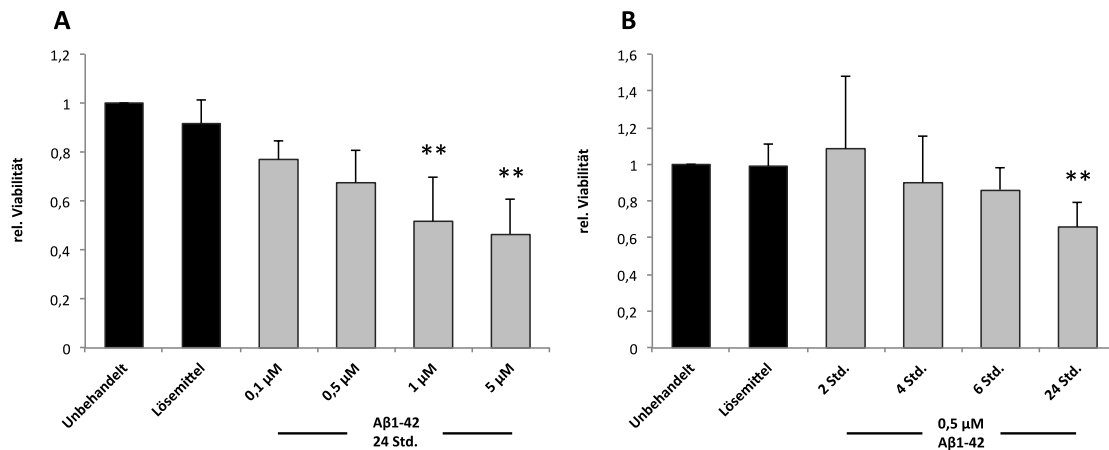 A
1,2
1
0,8
0,6
0,4
0,2
0
rel. Viabilität
**
**
Unbehandelt
Lösemittel
0,1 µM
0,5 µM
1 µM
5 µM
Aβ1-42
24 Std.
B
1,6
1,4
1,2
1
0,8
0,6
0,4
0,2
0
rel. Viabilität
**
Unbehandelt
Lösemittel
2 Std.
4 Std.
6 Std.
24 Std.
0,5 µM
Aβ1-42